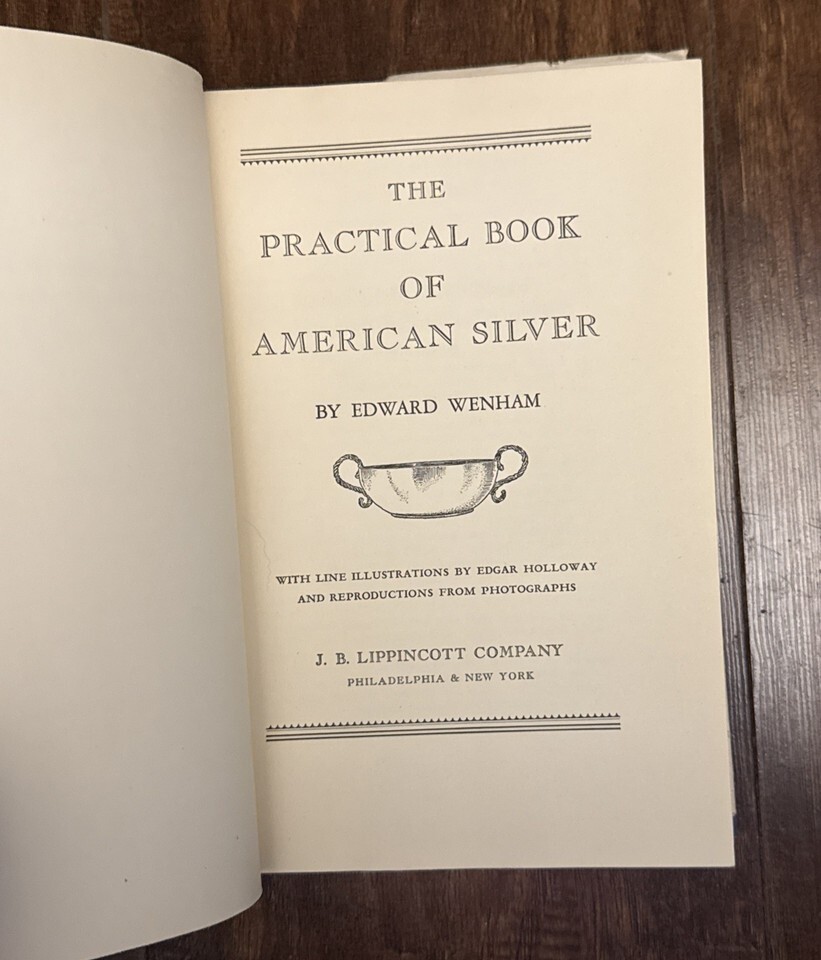 THE
PRACTICAL BOOK
OF
AMERICAN SILVER
BY EDWARD WENHAM
WITH LINE ILLUSTRATIONS BY EDGAR HOLLOWAY
AND REPRODUCTIONS FROM PHOTOGRAPHS
J. B. LIPPINCOTT COMPANY
PHILADELPHIA & NEW YORK